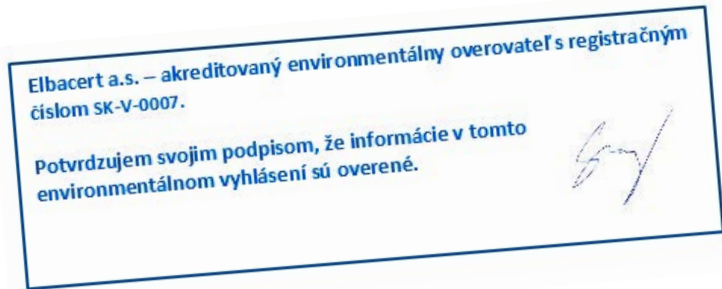 Elbacert a.s. – akreditovaný environmentálny overovateľ s registračným
číslom SK-V-0007.
Potvrdzujem svojim podpisom, že informácie v tomto
environmentálnom vyhlásení sú overené.